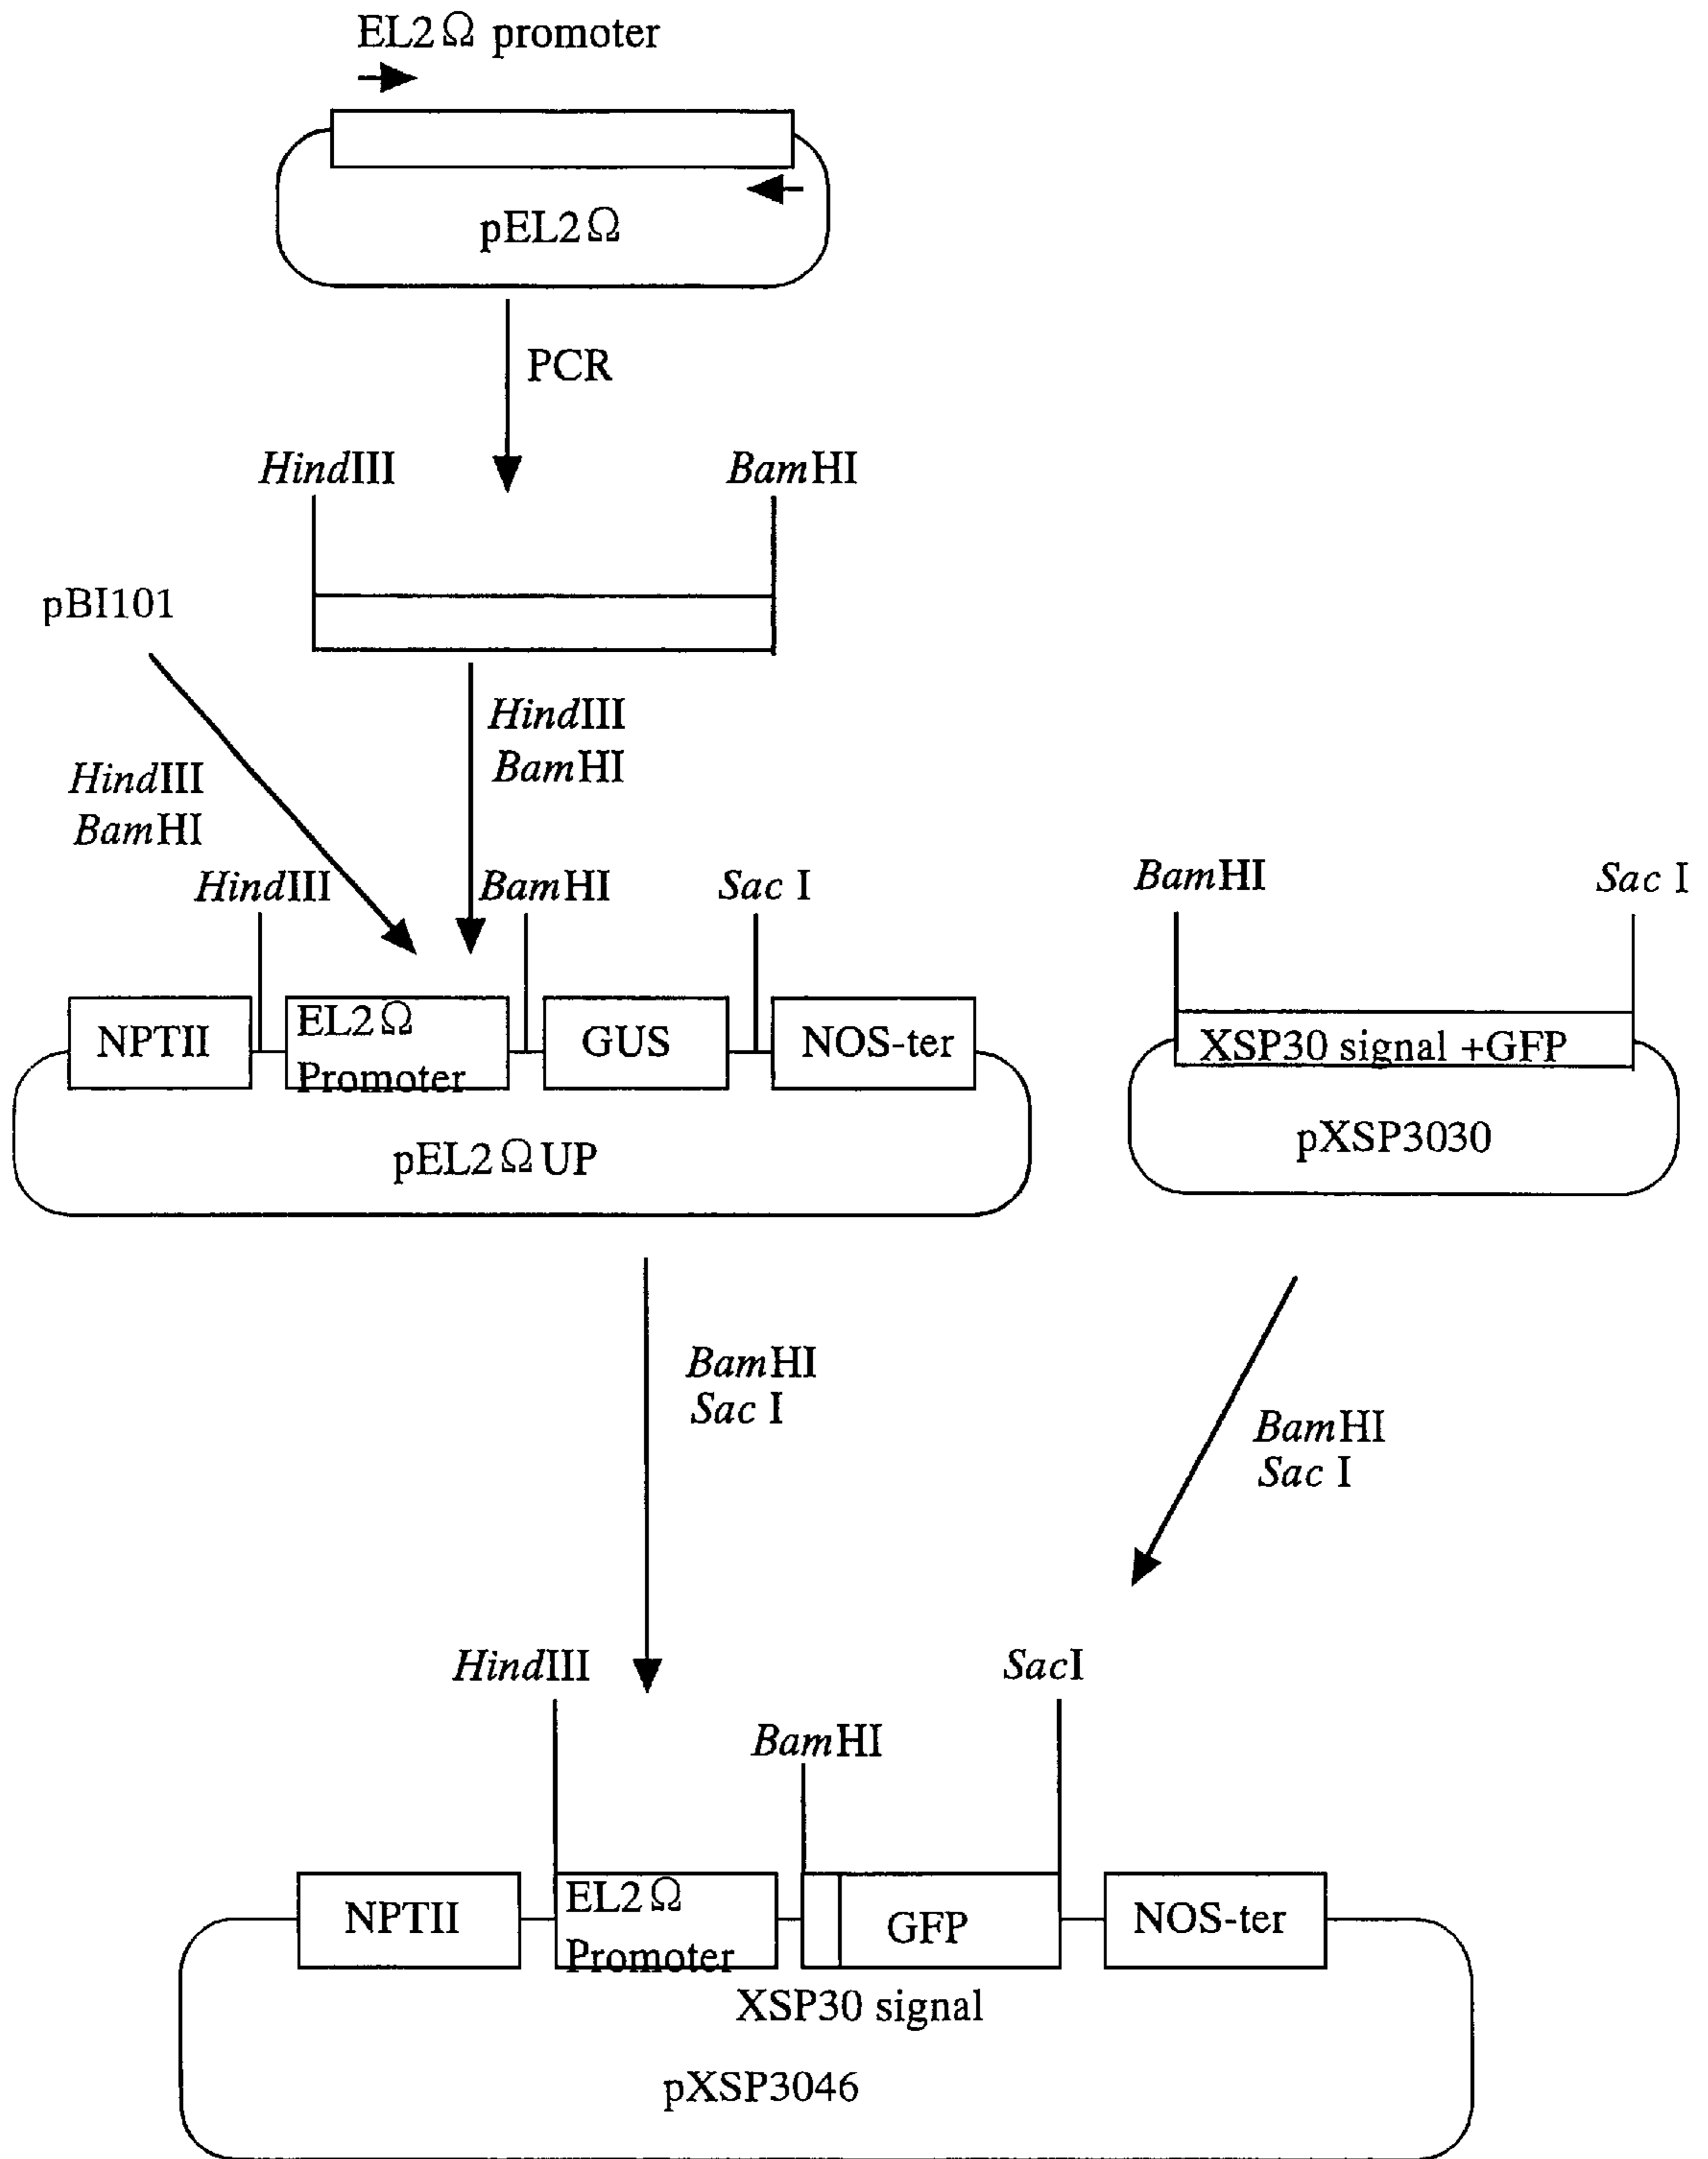 EL2Ω promoter
pEL2Ω
PCR
HindIII
BamHI
pBI101
HindIII
BamHI
HindIII
BamHI
HindIII
BamHI
Sac I
BamHI
Sac I
NPTII
EL2Ω
Promoter
GUS
NOS-ter
XSP30 signal +GFP
pEL2Ω UP
pXSP3030
BamHI
Sac I
BamHI
Sac I
HindIII
SacI
BamHI
NPTII
EL2Ω
Promoter
GFP
NOS-ter
XSP30 signal
pXSP3046